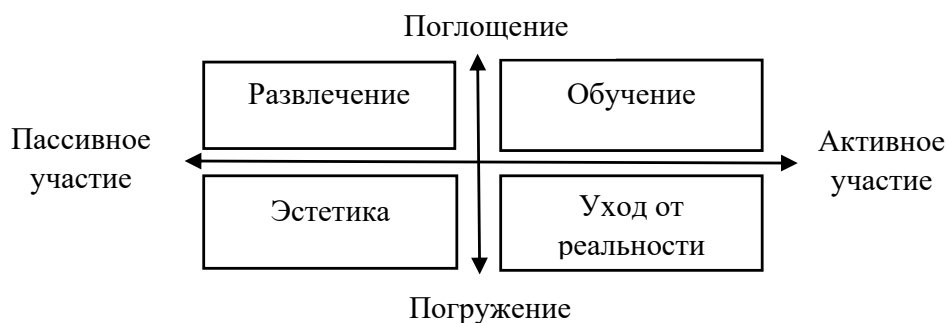 Поглощение
Развлечение
Обучение
Пассивное
участие
Активное
участие
Эстетика
Уход от
реальности
Погружение